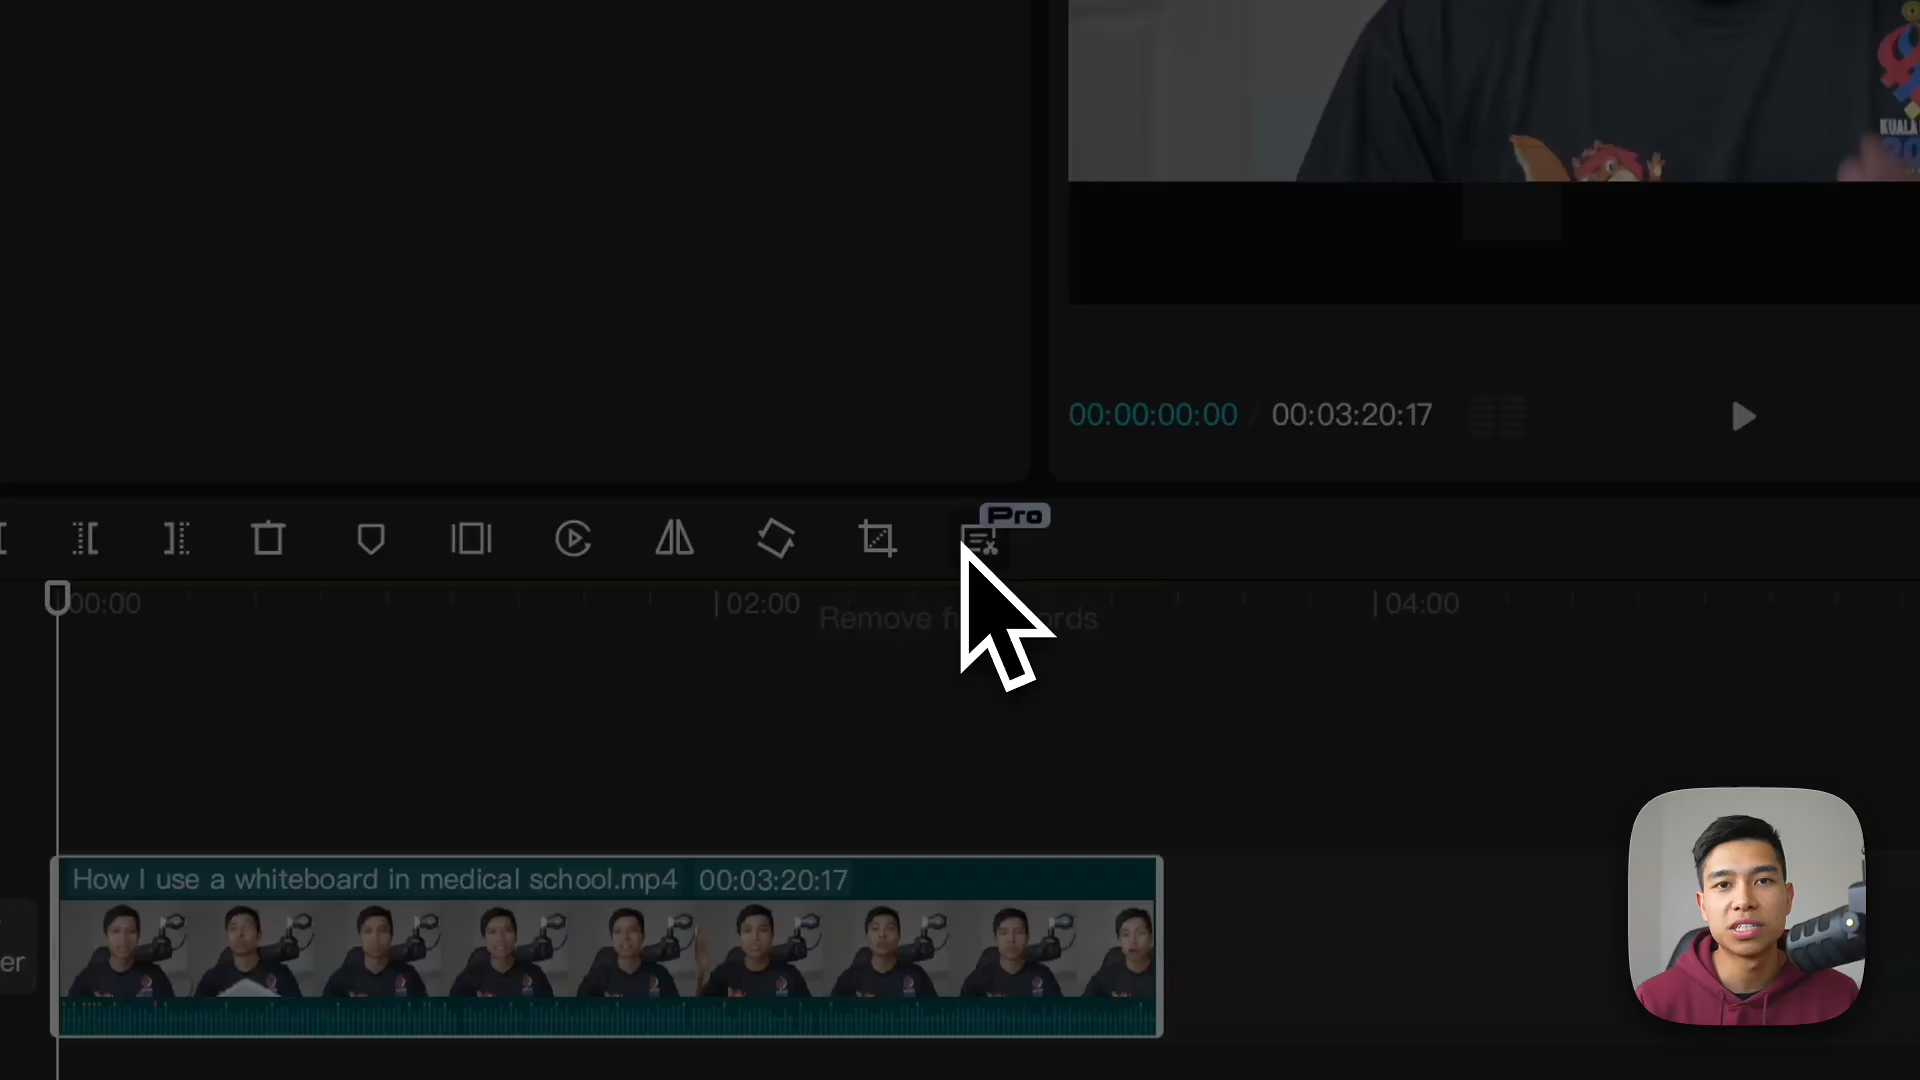 KUALA
00:00:00:00 / 00:03:20:17
Pro
00:00
02:00
04:00
Remove
How I use a whiteboard in medical school.mp4 00:03:20:17
er